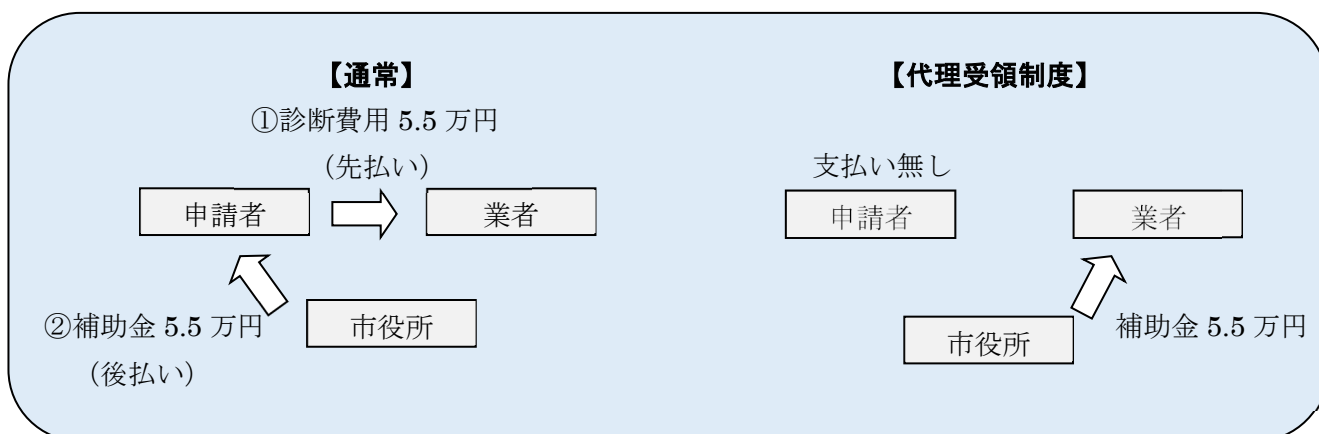 【通常】
①診断費用 5.5 万円
（先払い）
申請者
業者
②補助金 5.5 万円
（後払い）
市役所
【代理受領制度】
支払い無し
申請者
業者
市役所
補助金 5.5 万円